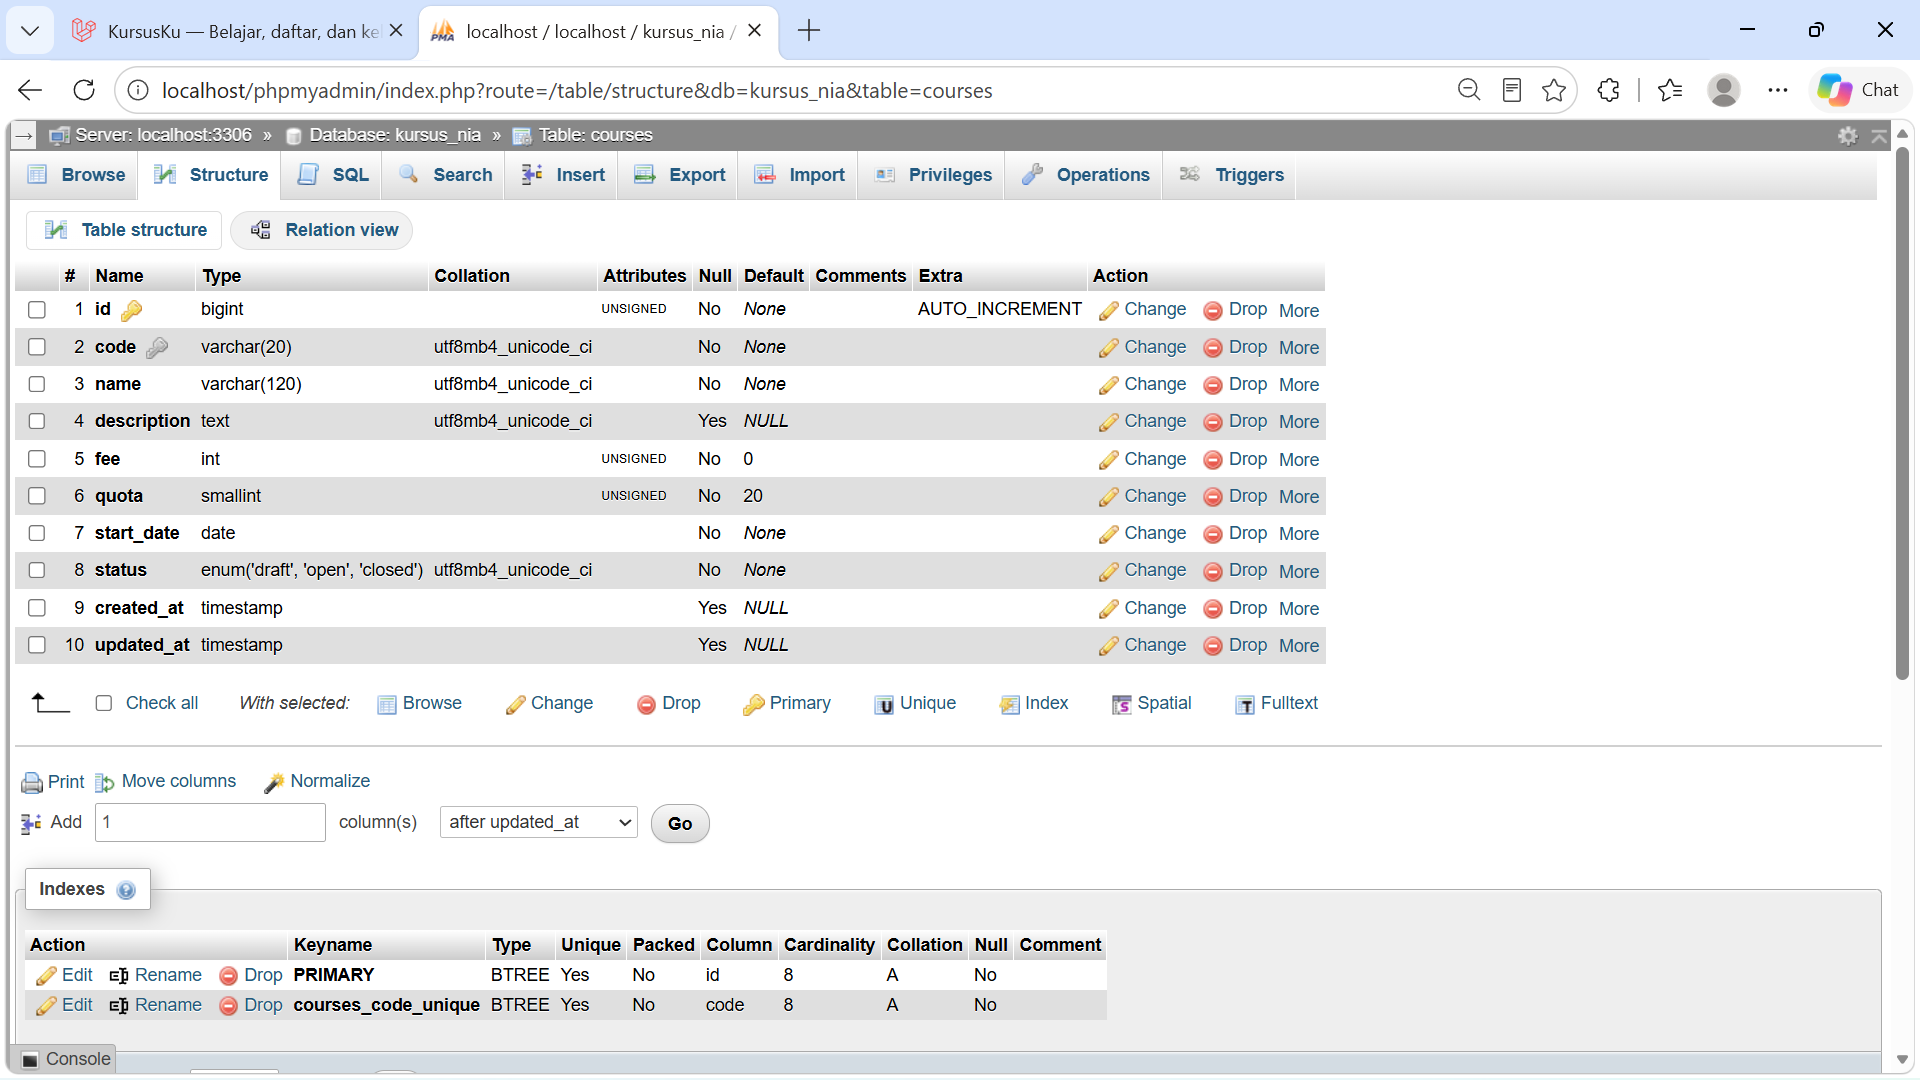 KursusKu — Belajar, daftar, dan ke
localhost / localhost / kursus_nia /
PMA
localhost/phpmyadmin/index.php?route=/table/structure&db=kursus_nia&table=courses
Chat
Server: localhost:3306 » Database: kursus_nia » Table: courses
Browse Structure SQL Search Insert Export Import Privileges Operations Triggers
Table structure Relation view
# Name Type Collation Attributes Null Default Comments Extra Action
1 id bigint UNSIGNED No None AUTO_INCREMENT Change Drop More
2 code varchar(20) utf8mb4_unicode_ci No None Change Drop More
3 name varchar(120) utf8mb4_unicode_ci No None Change Drop More
4 description text utf8mb4_unicode_ci Yes NULL Change Drop More
5 fee int UNSIGNED No 0 Change Drop More
6 quota smallint UNSIGNED No 20 Change Drop More
7 start_date date No None Change Drop More
8 status enum('draft', 'open', 'closed') utf8mb4_unicode_ci No None Change Drop More
9 created_at timestamp Yes NULL Change Drop More
10 updated_at timestamp Yes NULL Change Drop More
Check all With selected: Browse Change Drop Primary Unique Index Spatial Fulltext
Print Move columns Normalize
Add 1 column(s) after updated_at Go
Indexes
Action Keyname Type Unique Packed Column Cardinality Collation Null Comment
Edit Rename Drop PRIMARY BTREE Yes No id 8 A No
Edit Rename Drop courses_code_unique BTREE Yes No code 8 A No
Console